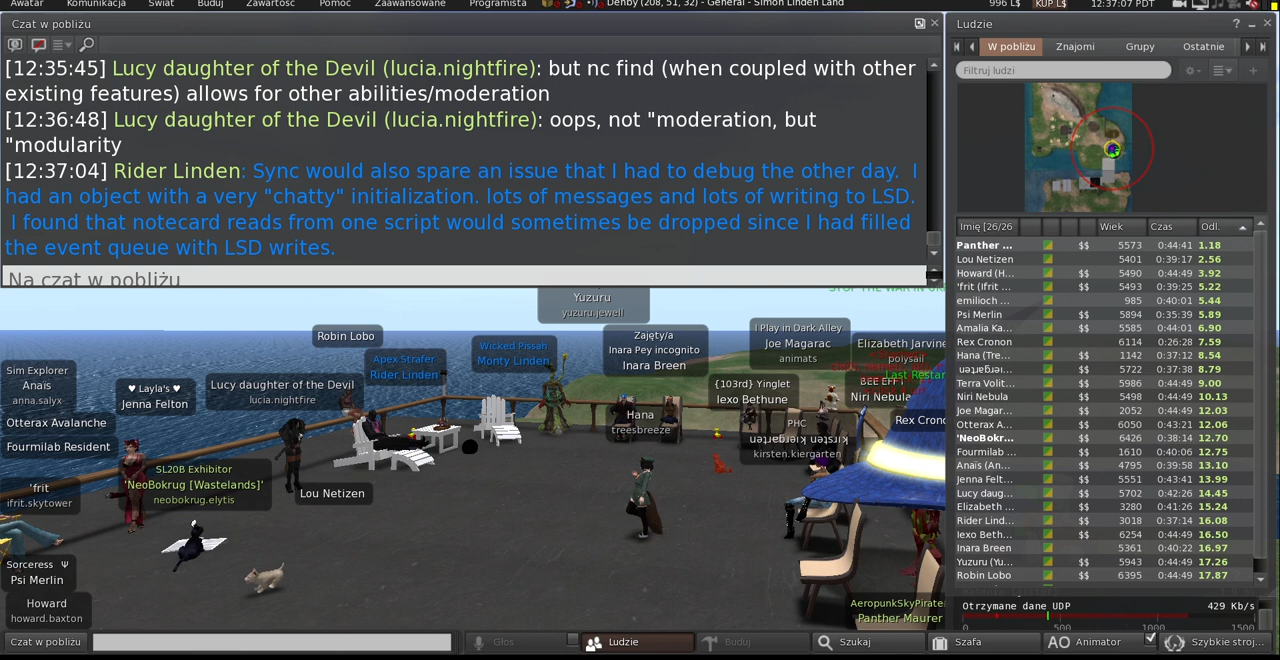 Awatar Komunikacja Świat Buduj Zawartość Pomoc Zaawansowane Programista Denby (208, 51, 32) - General - Simon Linden Land 996 L$ KUP L$ 12:37:07 PDT
Czat w pobliżu
[12:35:45] Lucy daughter of the Devil (lucia.nightfire): but nc find (when coupled with other
existing features) allows for other abilities/moderation
[12:36:48] Lucy daughter of the Devil (lucia.nightfire): oops, not "moderation, but
"modularity
[12:37:04] Rider Linden: Sync would also spare an issue that I had to debug the other day. I
had an object with a very "chatty" initialization. lots of messages and lots of writing to LSD.
I found that notecard reads from one script would sometimes be dropped since I had filled
the event queue with LSD writes.
Na czat w pobliżu
Ludzie
W pobliżu Znajomi Grupy Ostatnie
Filtruj ludzi
Imię [26/26 Wiek Czas Odl.
Panther ... $$ 5573 0:44:41 1.18
Lou Netizen 5401 0:39:17 2.56
Howard (H... $$ 5490 0:44:49 3.92
'frit (Ifrit ... $$ 5493 0:39:25 5.22
emilioch ... 985 0:40:01 5.44
Psi Merlin $$ 5894 0:35:39 5.89
Amalia Ka... $$ 5585 0:44:01 6.90
Rex Cronon 6114 0:26:28 7.59
Hana (Tre... $$ 1142 0:37:12 8.54
$$ 5722 0:37:38 8.79
Terra Volit... $$ 5986 0:44:49 9.00
Niri Nebula $$ 5498 0:44:49 10.13
Joe Magar... $$ 2052 0:44:49 12.03
Otterax A... $$ 6050 0:43:21 12.06
'NeoBokr... $$ 6426 0:38:14 12.70
Fourmilab ... $$ 1610 0:40:06 12.75
Anaïs (An... $$ 4795 0:39:58 13.10
Jenna Felt... $$ 5551 0:43:41 13.99
Lucy daug... $$ 5702 0:42:26 14.45
Elizabeth ... $$ 3280 0:41:26 15.24
Rider Lind... $$ 3018 0:37:14 16.08
Iexo Beth... $$ 6254 0:44:49 16.50
Inara Breen 5361 0:40:22 16.97
Yuzuru (Yu... $$ 5943 0:44:49 17.26
Robin Lobo $$ 6395 0:44:49 17.87
Otrzymane dane UDP 429 Kb/s
0 500 1000 1500
Yuzuru
yuzuru.jewell
Robin Lobo
Apex Strafer
Rider Linden
Wicked Pissah
Monty Linden
Zajęty/a
Inara Pey incognito
Inara Breen
I Play in Dark Alley
Joe Magarac
animats
Elizabeth Jarvine
polysail
Last Restar
Sim Explorer
Anaïs
anna.salyx
♥ Layla's ♥
Jenna Felton
Lucy daughter of the Devil
lucia.nightfire
{103rd} Yinglet
Iexo Bethune
Niri Nebula
Otterax Avalanche
Hana
treesbreeze
PHC
kirsten.kiergarten
Rex Crono
Fourmilab Resident
SL20B Exhibitor
'NeoBokrug [Wastelands]'
neobokrug.elytis
Lou Netizen
'frit
ifrit.skytower
Sorceress Ψ
Psi Merlin
Howard
howard.baxton
AeropunkSkyPirate
Panther Maurer
Czat w pobliżu Głos Ludzie Buduj Szukaj Szafa AO Animator Szybkie stroj...